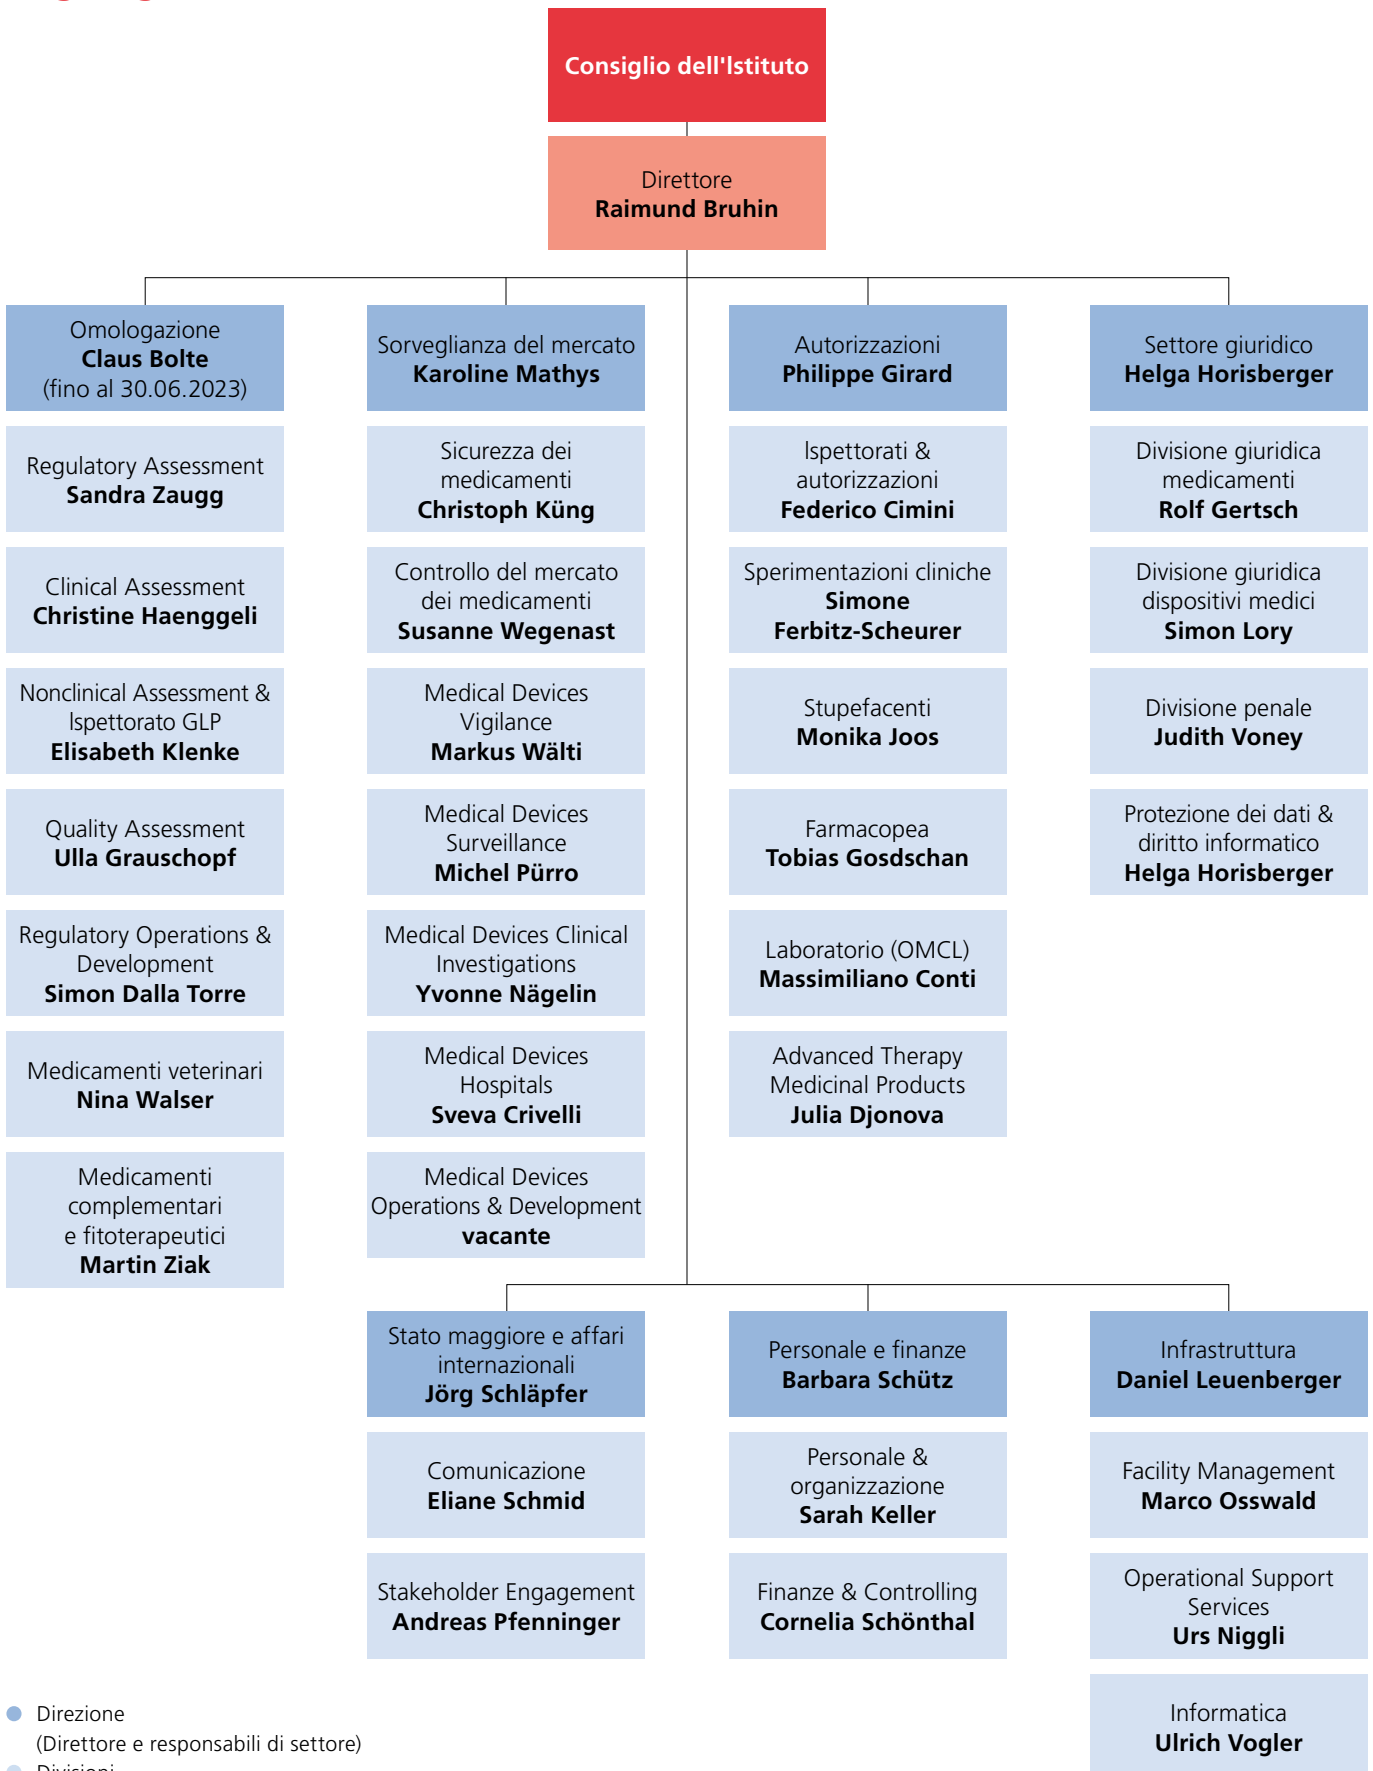 Consiglio dell'Istituto
Direttore
Raimund Bruhin
Omologazione
Claus Bolte
(fino al 30.06.2023)
Regulatory Assessment
Sandra Zaugg
Clinical Assessment
Christine Haenggeli
Nonclinical Assessment &
Ispettorato GLP
Elisabeth Klenke
Quality Assessment
Ulla Grauschopf
Regulatory Operations &
Development
Simon Dalla Torre
Medicamenti veterinari
Nina Walser
Medicamenti
complementari
e fitoterapeutici
Martin Ziak
Sorveglianza del mercato
Karoline Mathys
Sicurezza dei
medicamenti
Christoph Küng
Controllo del mercato
dei medicamenti
Susanne Wegenast
Medical Devices
Vigilance
Markus Wälti
Medical Devices
Surveillance
Michel Pürro
Medical Devices Clinical
Investigations
Yvonne Nägelin
Medical Devices
Hospitals
Sveva Crivelli
Medical Devices
Operations & Development
vacante
Autorizzazioni
Philippe Girard
Ispettorati &
autorizzazioni
Federico Cimini
Sperimentazioni cliniche
Simone
Ferbitz-Scheurer
Stupefacenti
Monika Joos
Farmacopea
Tobias Gosdschan
Laboratorio (OMCL)
Massimiliano Conti
Advanced Therapy
Medicinal Products
Julia Djonova
Settore giuridico
Helga Horisberger
Divisione giuridica
medicamenti
Rolf Gertsch
Divisione giuridica
dispositivi medici
Simon Lory
Divisione penale
Judith Voney
Protezione dei dati &
diritto informatico
Helga Horisberger
Stato maggiore e affari
internazionali
Jörg Schläpfer
Comunicazione
Eliane Schmid
Stakeholder Engagement
Andreas Pfenninger
Personale e finanze
Barbara Schütz
Personale &
organizzazione
Sarah Keller
Finanze & Controlling
Cornelia Schönthal
Infrastruttura
Daniel Leuenberger
Facility Management
Marco Osswald
Operational Support
Services
Urs Niggli
Informatica
Ulrich Vogler
Direzione
(Direttore e responsabili di settore)
Divisioni